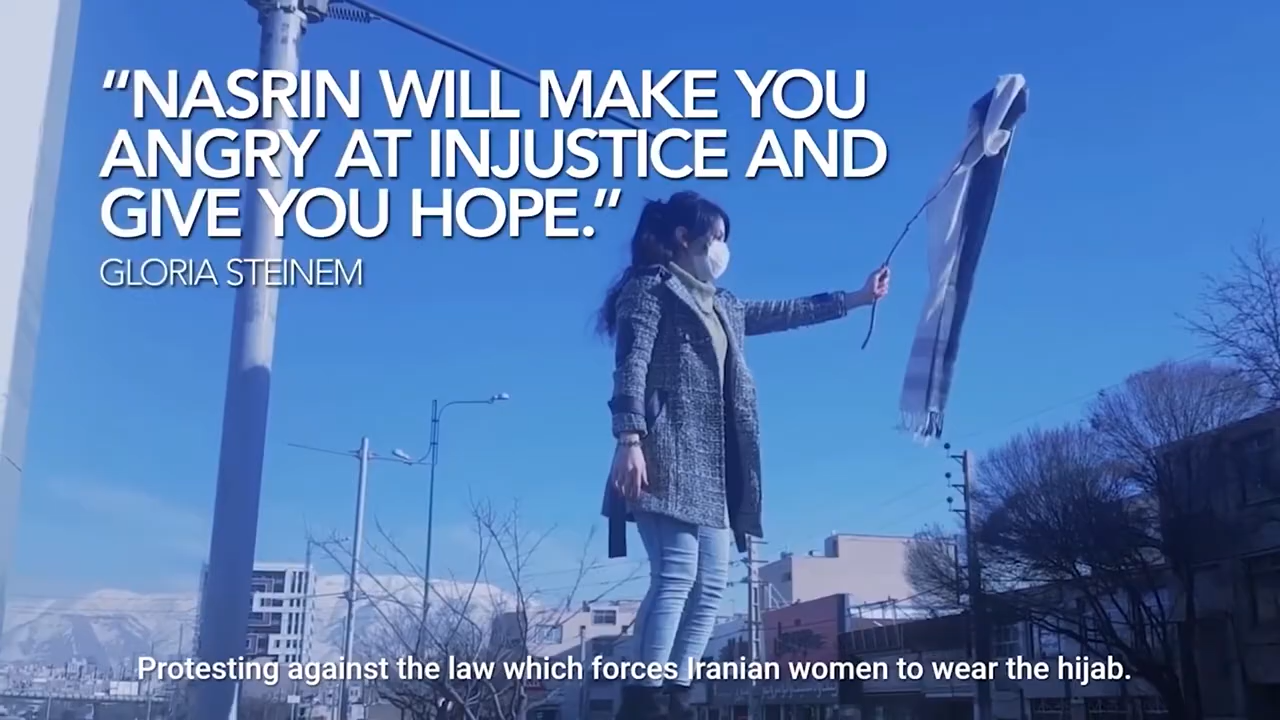 “NASRIN WILL MAKE YOU
ANGRY AT INJUSTICE AND
GIVE YOU HOPE.”
GLORIA STEINEM
Protesting against the law which forces Iranian women to wear the hijab.